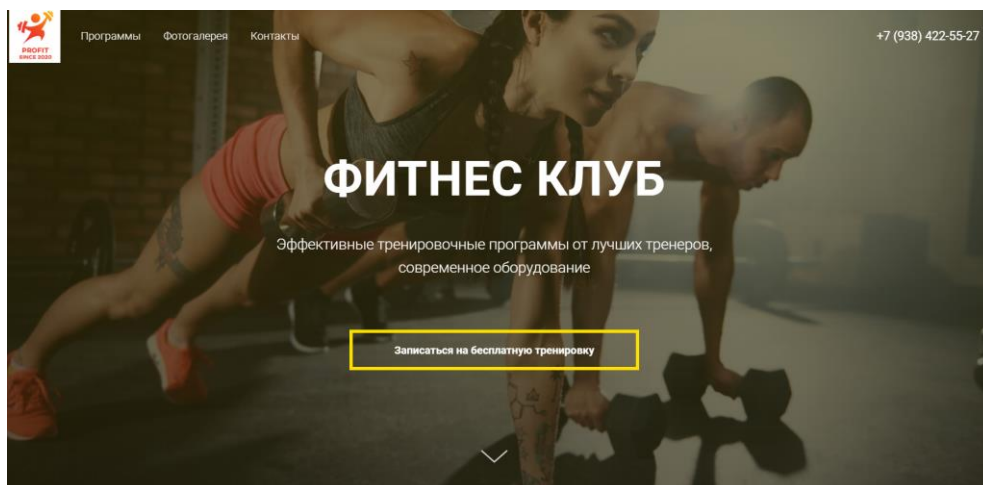 PROFIT
SINCE 2020
Программы Фотогалерея Контакты
+7 (938) 422-55-27
ФИТНЕС КЛУБ
Эффективные тренировочные программы от лучших тренеров,
современное оборудование
Записаться на бесплатную тренировку